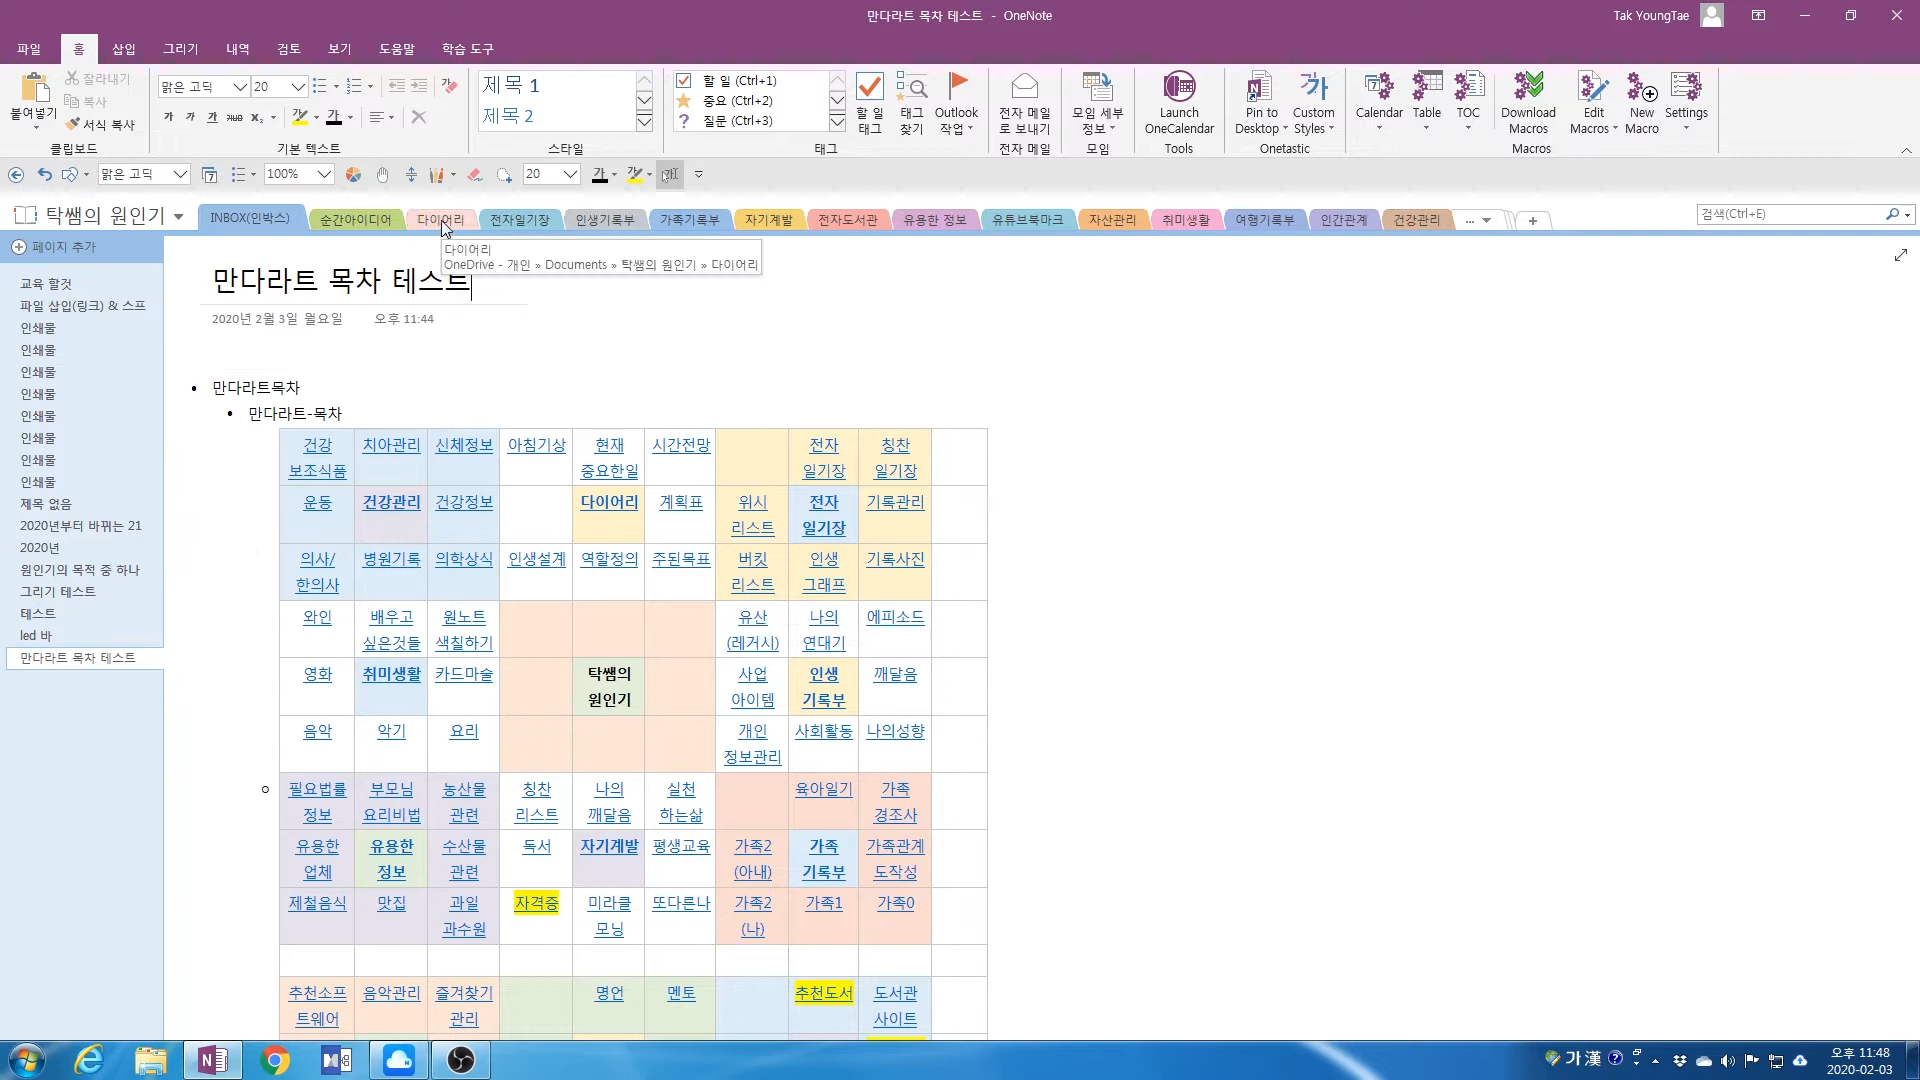 만다라트 목차 테스트 - OneNote
Tak YoungTae
파일 홈 삽입 그리기 내역 검토 보기 도움말 학습 도구
붙여넣기
잘라내기
복사
서식 복사
클립보드
맑은 고딕 20
가 가 가
기본 텍스트
제목 1
제목 2
스타일
할 일 (Ctrl+1)
중요 (Ctrl+2)
질문 (Ctrl+3)
할 일
태그
태그
찾기
Outlook
작업
태그
전자 메일
로 보내기
전자 메일
모임 세부
정보
모임
Launch
OneCalendar
Tools
Pin to
Desktop
Custom
Styles
Onetastic
Calendar
Table
TOC
Download
Macros
Edit
Macros
New
Macro
Settings
Macros
맑은 고딕 100% 20 가
탁쌤의 원인기
INBOX(인박스) 순간아이디어 다이어리 전자일기장 인생기록부 가족기록부 자기계발 전자도서관 유용한 정보 유튜브북마크 자산관리 취미생활 여행기록부 인간관계 건강관리 ...
검색(Ctrl+E)
다이어리
OneDrive - 개인 » Documents » 탁쌤의 원인기 » 다이어리
페이지 추가
교육 할것
파일 삽입(링크) & 스프
인쇄물
인쇄물
인쇄물
인쇄물
인쇄물
인쇄물
인쇄물
인쇄물
제목 없음
2020년부터 바뀌는 21
2020년
원인기의 목적 중 하나
그리기 테스트
테스트
led 바
만다라트 목차 테스트
만다라트 목차 테스트
2020년 2월 3일 월요일 오후 11:44
• 만다라트목차
• 만다라트-목차
건강 보조식품 치아관리 신체정보 아침기상 현재 중요한일 시간전망 전자 일기장 칭찬 일기장
운동 건강관리 건강정보 다이어리 계획표 위시 리스트 전자 일기장 기록관리
의사/ 한의사 병원기록 의학상식 인생설계 역할정의 주된목표 버킷 리스트 인생 그래프 기록사진
와인 배우고 싶은것들 원노트 색칠하기 유산 (레거시) 나의 연대기 에피소드
영화 취미생활 카드마술 탁쌤의 원인기 사업 아이템 인생 기록부 깨달음
음악 악기 요리 개인 정보관리 사회활동 나의성향
필요법률 정보 부모님 요리비법 농산물 관련 칭찬 리스트 나의 깨달음 실천 하는삶 육아일기 가족 경조사
유용한 업체 유용한 정보 수산물 관련 독서 자기계발 평생교육 가족2 (아내) 가족 기록부 가족관계 도작성
제철음식 맛집 과일 과수원 자격증 미라클 모닝 또다른나 가족2 (나) 가족1 가족0
추천소프 트웨어 음악관리 즐겨찾기 관리 명언 멘토 추천도서 도서관 사이트
가 漢
오후 11:48
2020-02-03